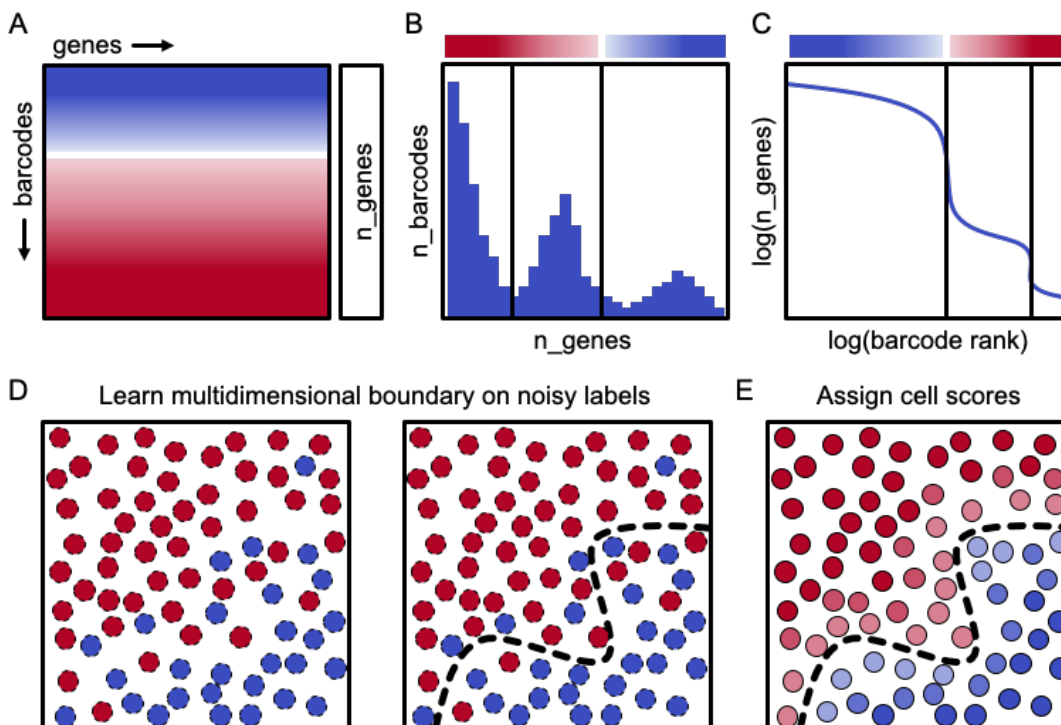 A
genes
barcodes
n_genes
B
n_barcodes
n_genes
C
log(n_genes)
log(barcode rank)
D
Learn multidimensional boundary on noisy labels
E
Assign cell scores